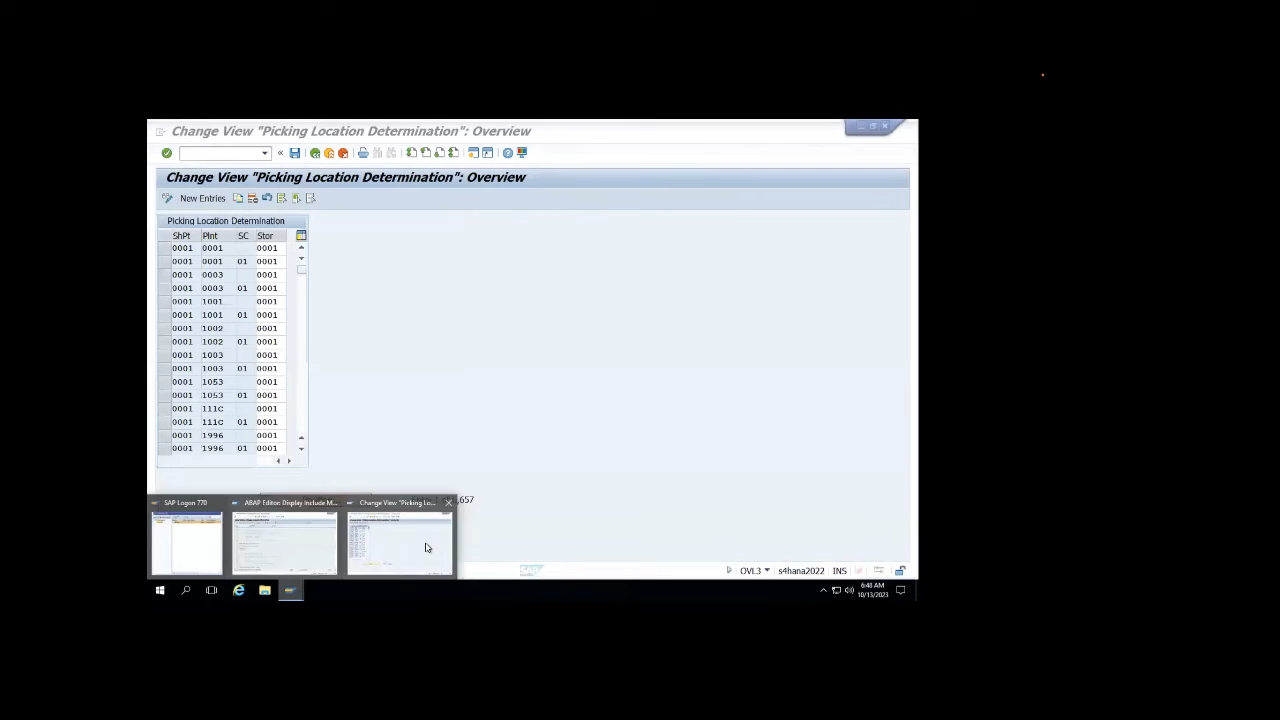 Change View "Picking Location Determination": Overview
«
Change View "Picking Location Determination": Overview
New Entries
Picking Location Determination
ShPt Plnt SC Stor
0001 0001 0001
0001 0001 01 0001
0001 0003 0001
0001 0003 01 0001
0001 1001 0001
0001 1001 01 0001
0001 1002 0001
0001 1002 01 0001
0001 1003 0001
0001 1003 01 0001
0001 1053 0001
0001 1053 01 0001
0001 111C 0001
0001 111C 01 0001
0001 1996 0001
0001 1996 01 0001
,657
SAP Logon 770
ABAP Editor: Display Include M...
Change View "Picking Lo...
OVL3 s4hana2022 INS
6:48 AM
10/13/2023